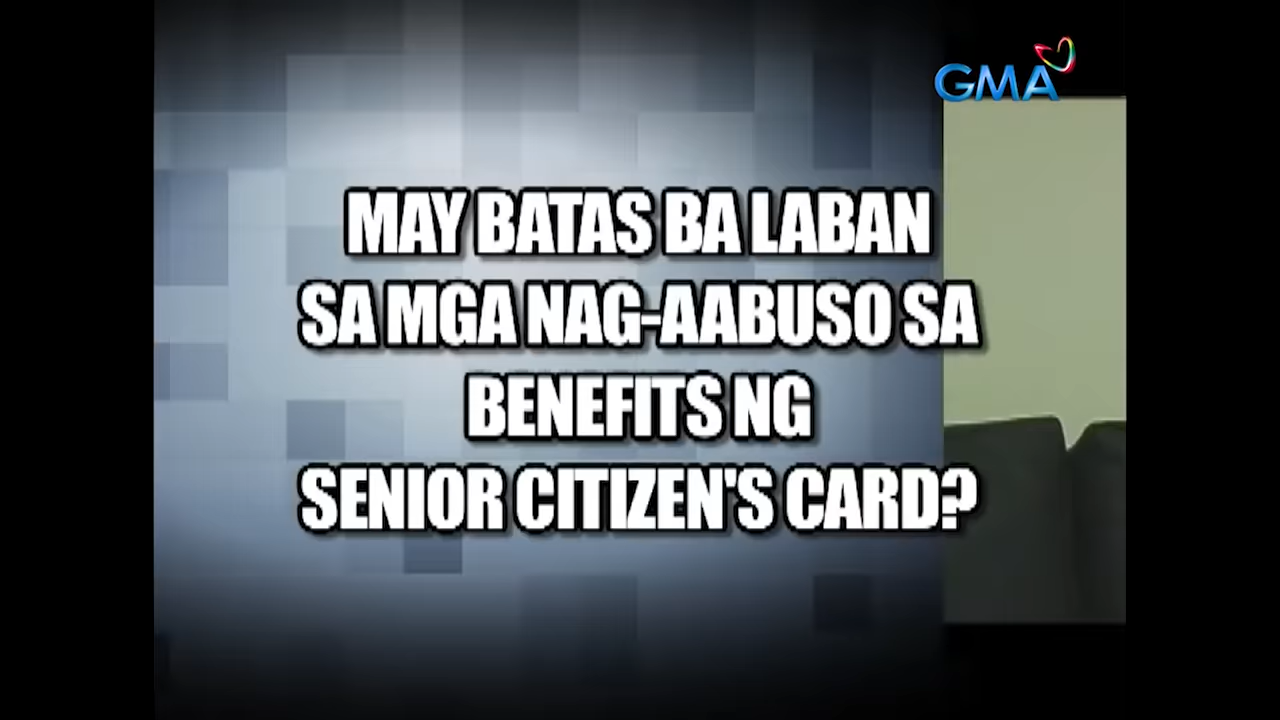 GMA
MAY BATAS BA LABAN
SA MGA NAG-AABUSO SA
BENEFITS NG
SENIOR CITIZEN'S CARD?